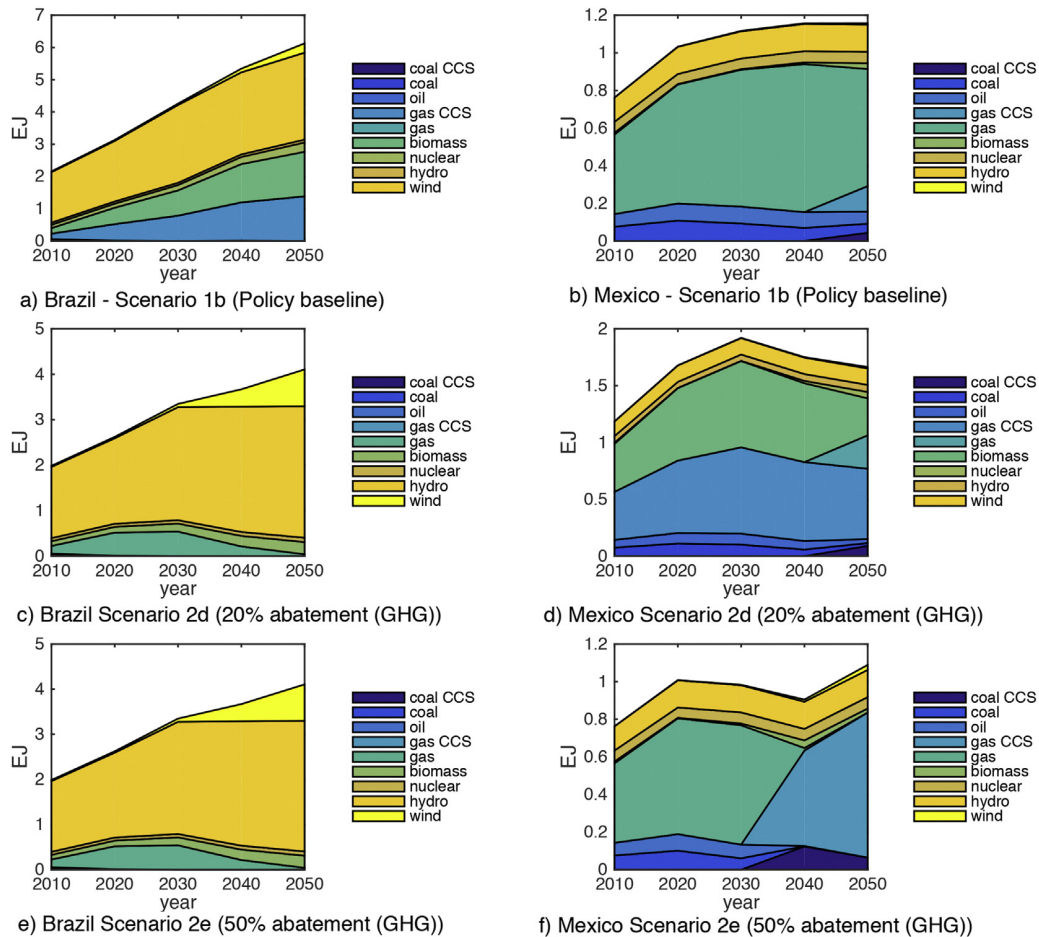 7
6
5
4
3
2
1
0
EJ
2010 2020 2030 2040 2050
year
coal CCS
coal
oil
gas CCS
gas
biomass
nuclear
hydro
wind
a) Brazil - Scenario 1b (Policy baseline)
1.2
1
0.8
0.6
0.4
0.2
0
EJ
2010 2020 2030 2040 2050
year
coal CCS
coal
oil
gas CCS
gas
biomass
nuclear
hydro
wind
b) Mexico - Scenario 1b (Policy baseline)
5
4
3
2
1
0
EJ
2010 2020 2030 2040 2050
year
coal CCS
coal
oil
gas CCS
gas
biomass
nuclear
hydro
wind
c) Brazil Scenario 2d (20% abatement (GHG))
2
1.5
1
0.5
0
EJ
2010 2020 2030 2040 2050
year
coal CCS
coal
oil
gas CCS
gas
biomass
nuclear
hydro
wind
d) Mexico Scenario 2d (20% abatement (GHG))
5
4
3
2
1
0
EJ
2010 2020 2030 2040 2050
year
coal CCS
coal
oil
gas CCS
gas
biomass
nuclear
hydro
wind
e) Brazil Scenario 2e (50% abatement (GHG))
1.2
1
0.8
0.6
0.4
0.2
0
EJ
2010 2020 2030 2040 2050
year
coal CCS
coal
oil
gas CCS
gas
biomass
nuclear
hydro
wind
f) Mexico Scenario 2e (50% abatement (GHG))